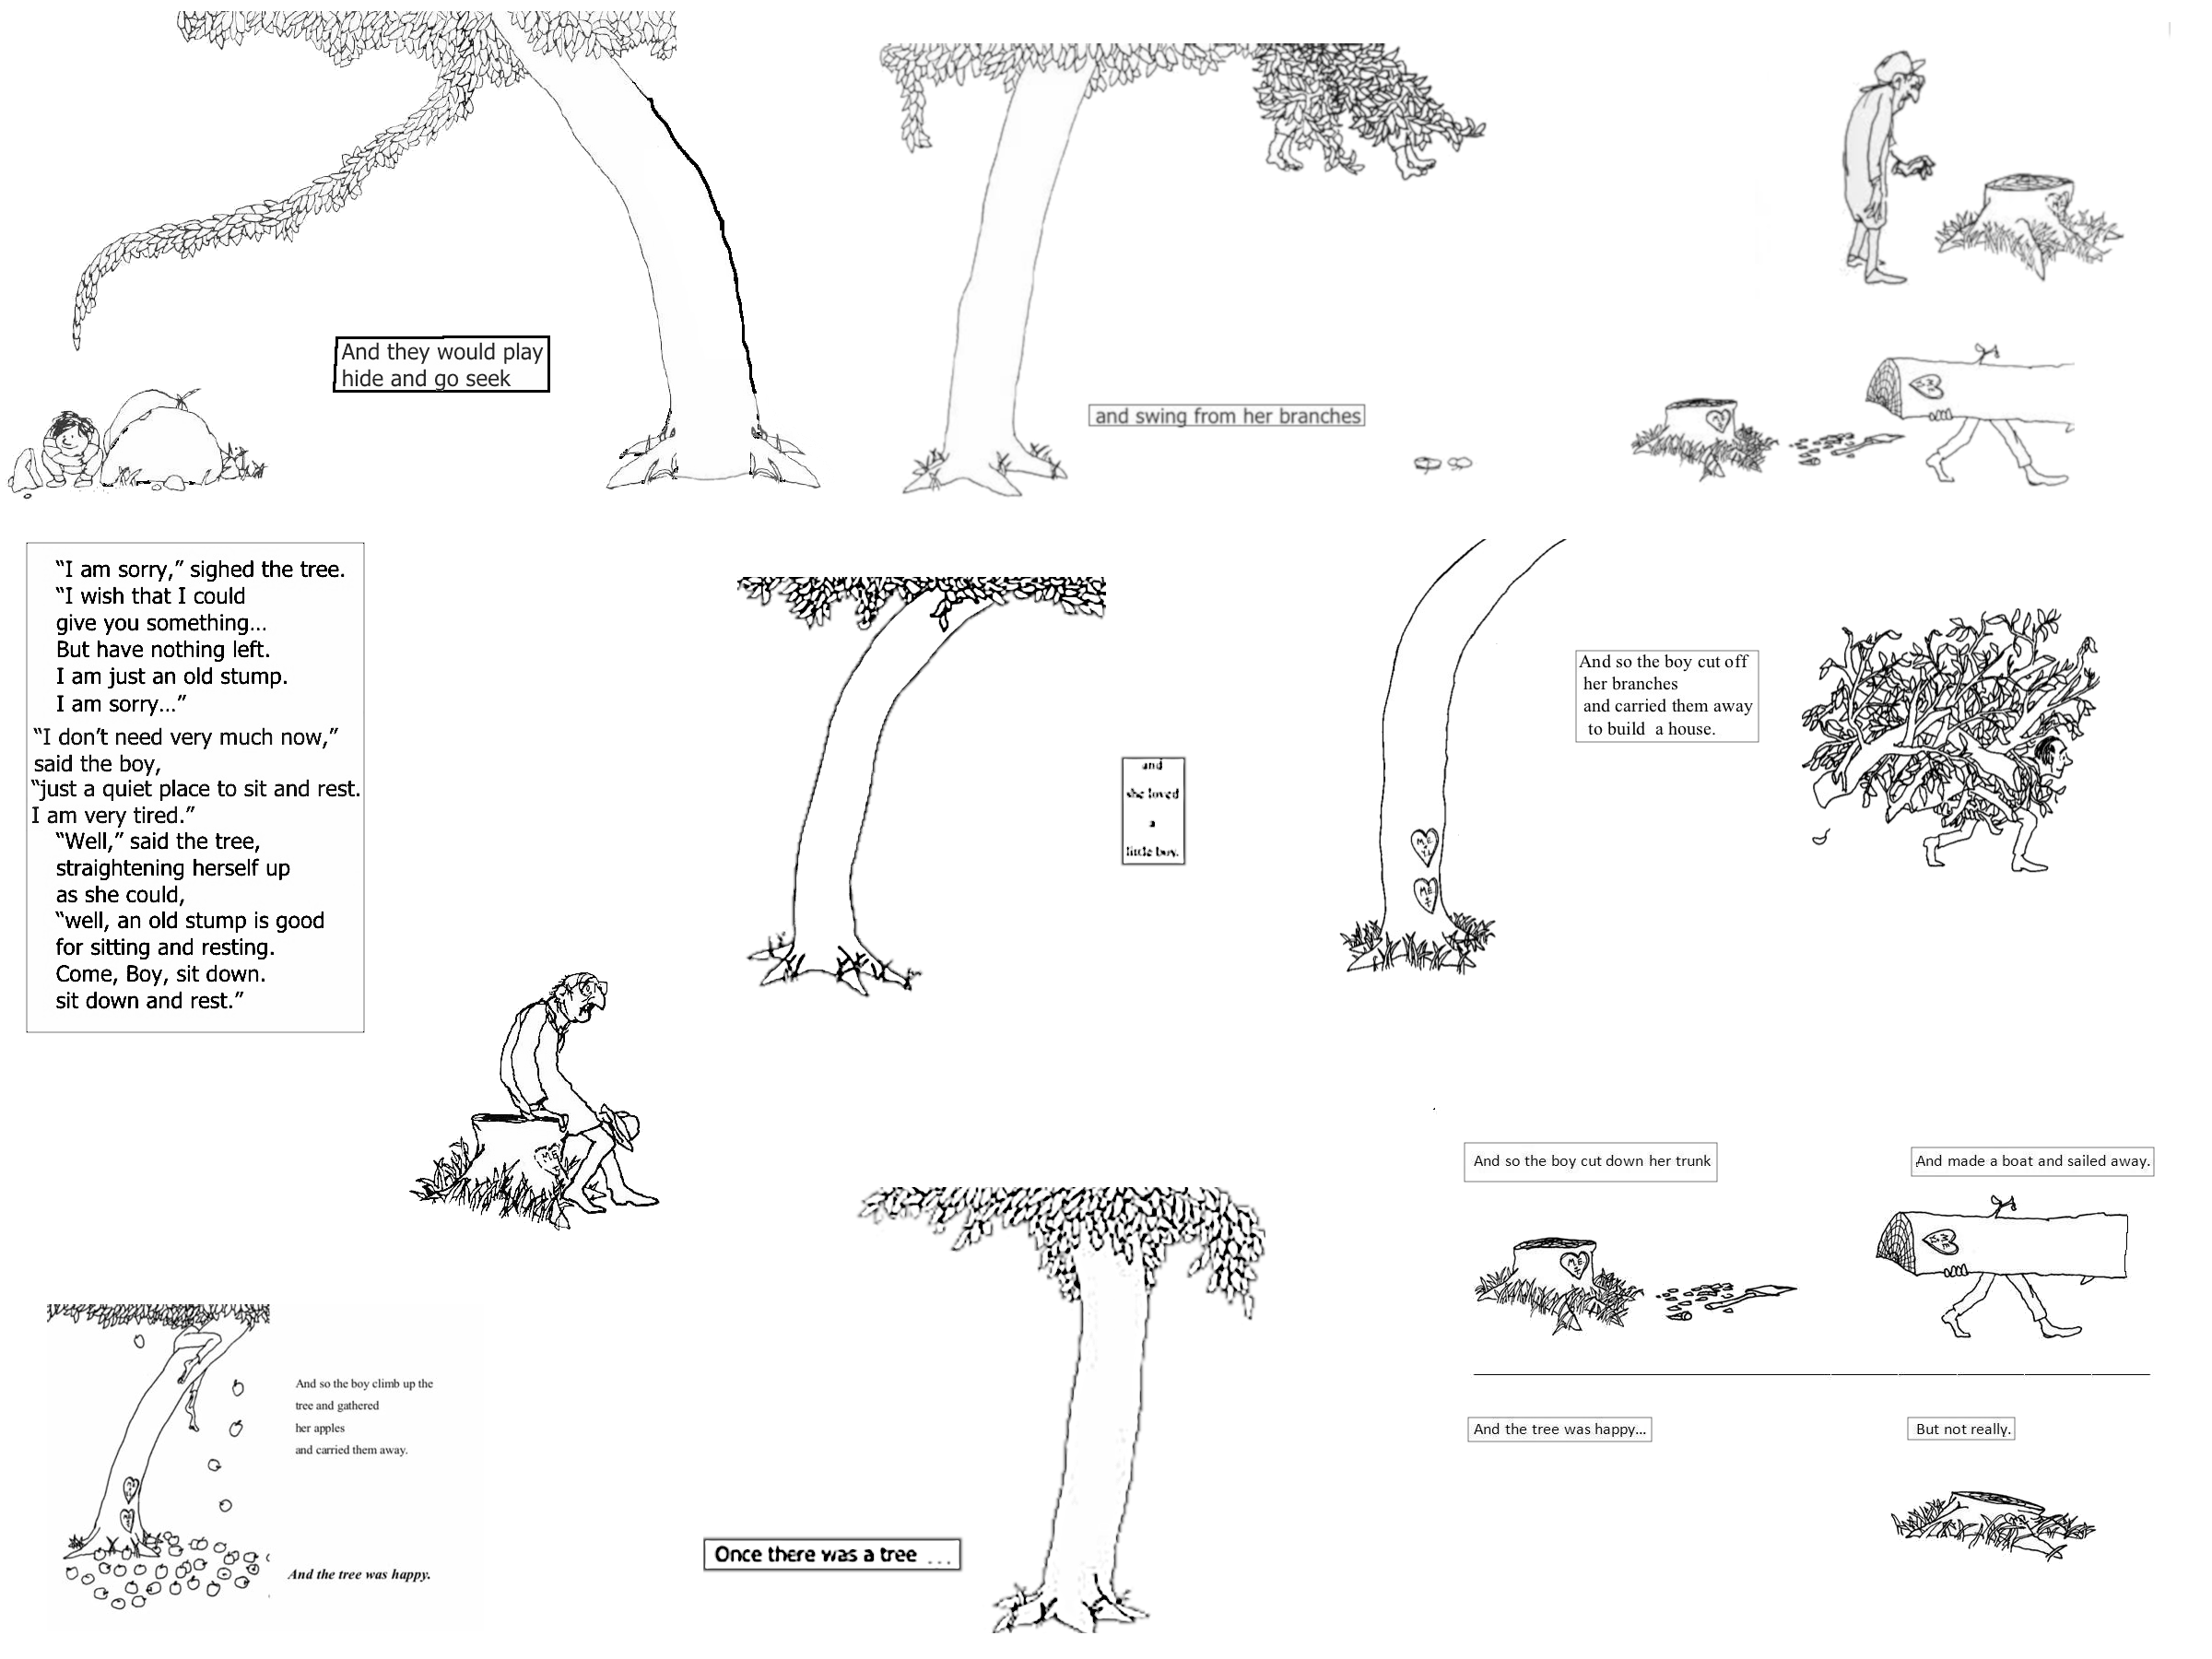 And they would play
hide and go seek
and swing from her branches
“I am sorry,” sighed the tree.
“I wish that I could
give you something...
But have nothing left.
I am just an old stump.
I am sorry...”
“I don’t need very much now,”
said the boy,
“just a quiet place to sit and rest.
I am very tired.”
“Well,” said the tree,
straightening herself up
as she could,
“well, an old stump is good
for sitting and resting.
Come, Boy, sit down.
sit down and rest.”
and
she loved
a
little boy.
M.E.
Y.L.
M.E.
T.
And so the boy cut off
her branches
and carried them away
to build a house.
M.E.
T.
And so the boy cut down her trunk
And made a boat and sailed away.
M.E.
T.
And the tree was happy...
But not really.
And so the boy climb up the
tree and gathered
her apples
and carried them away.
And the tree was happy.
Once there was a tree ...